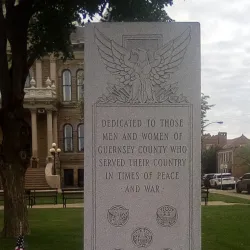 DEDICATED TO THOSE
MEN AND WOMEN OF
GUERNSEY COUNTY WHO
SERVED THEIR COUNTRY
IN TIMES OF PEACE
AND WAR